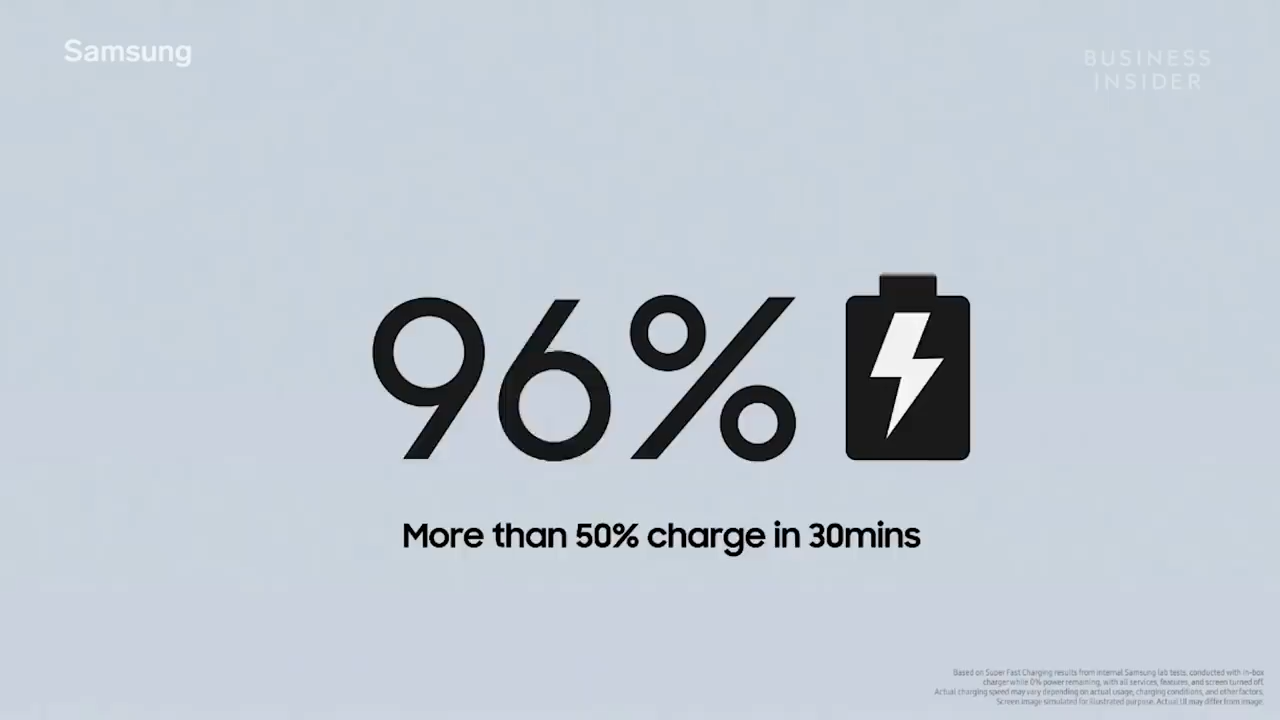 Samsung
BUSINESS
INSIDER
96%
More than 50% charge in 30mins
Based on Super Fast Charging results from internal Samsung lab tests, conducted with in-box
charger while 0% power remaining, with all services, features, and screen turned off.
Actual charging speed may vary depending on actual usage, charging conditions, and other factors.
Screen image simulated for illustrated purpose. Actual UI may differ from image.